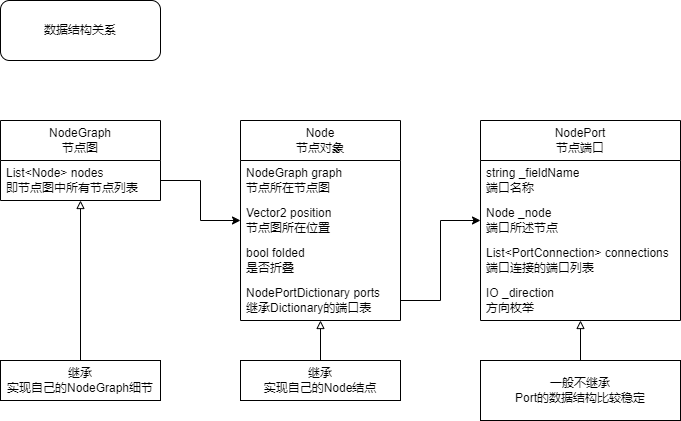 数据结构关系
NodeGraph
节点图
List<Node> nodes
即节点图中所有节点列表
继承
实现自己的NodeGraph细节
Node
节点对象
NodeGraph graph
节点所在节点图
Vector2 position
节点图所在位置
bool folded
是否折叠
NodePortDictionary ports
继承Dictionary的端口表
继承
实现自己的Node结点
NodePort
节点端口
string _fieldName
端口名称
Node _node
端口所述节点
List<PortConnection> connections
端口连接的端口列表
IO _direction
方向枚举
一般不继承
Port的数据结构比较稳定